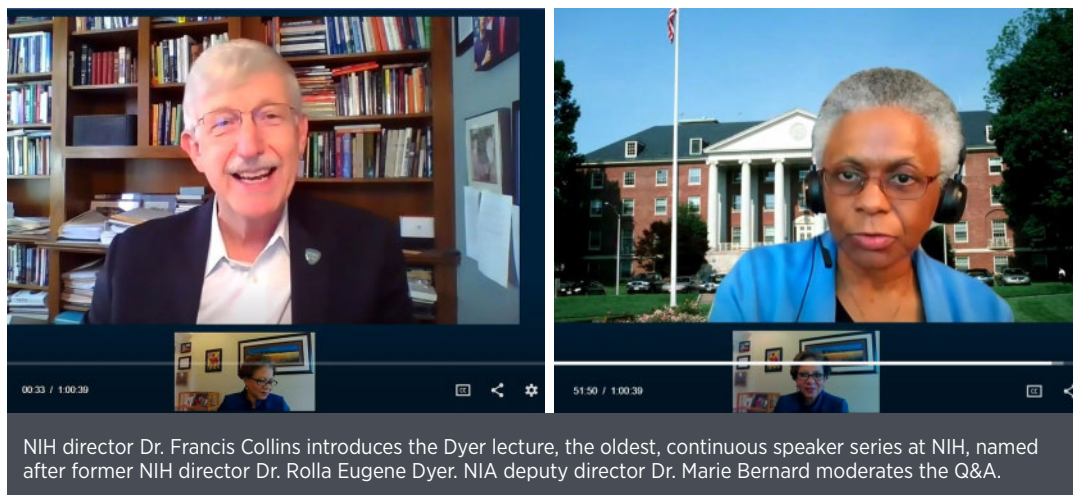 00:33 / 1:00:39
CC
51:50 / 1:00:39
CC
NIH director Dr. Francis Collins introduces the Dyer lecture, the oldest, continuous speaker series at NIH, named
after former NIH director Dr. Rolla Eugene Dyer. NIA deputy director Dr. Marie Bernard moderates the Q&A.